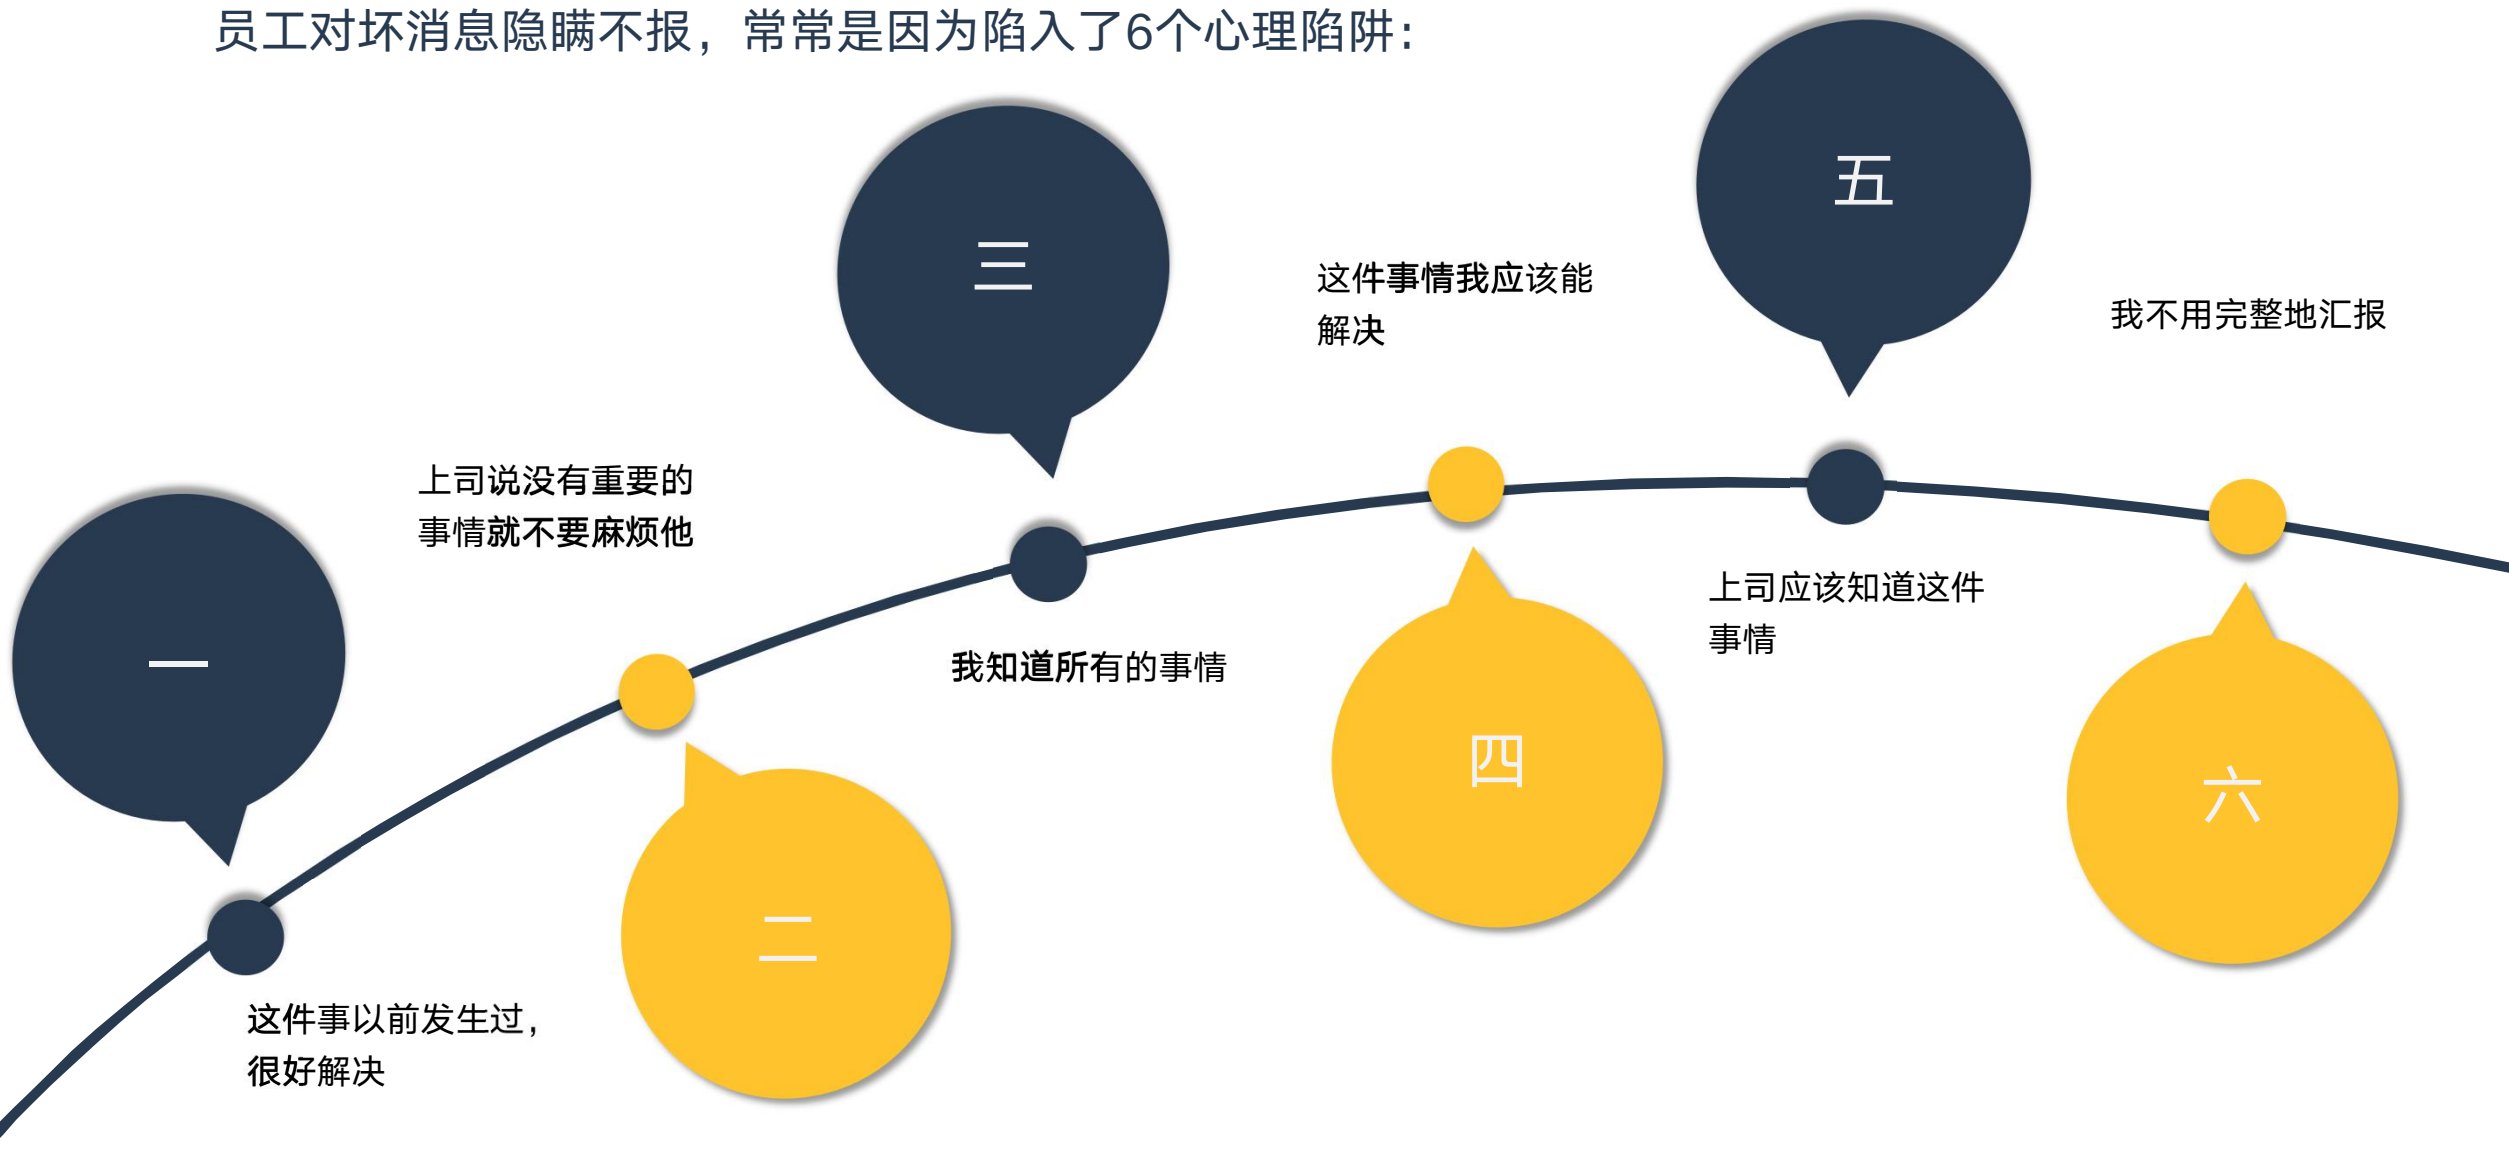 员工对坏消息隐瞒不报，常常是因为陷入了6个心理陷阱：
一
这件事以前发生过，
很好解决
二
上司说没有重要的
事情就不要麻烦他
三
我知道所有的事情
四
这件事情我应该能
解决
五
上司应该知道这件
事情
六
我不用完整地汇报